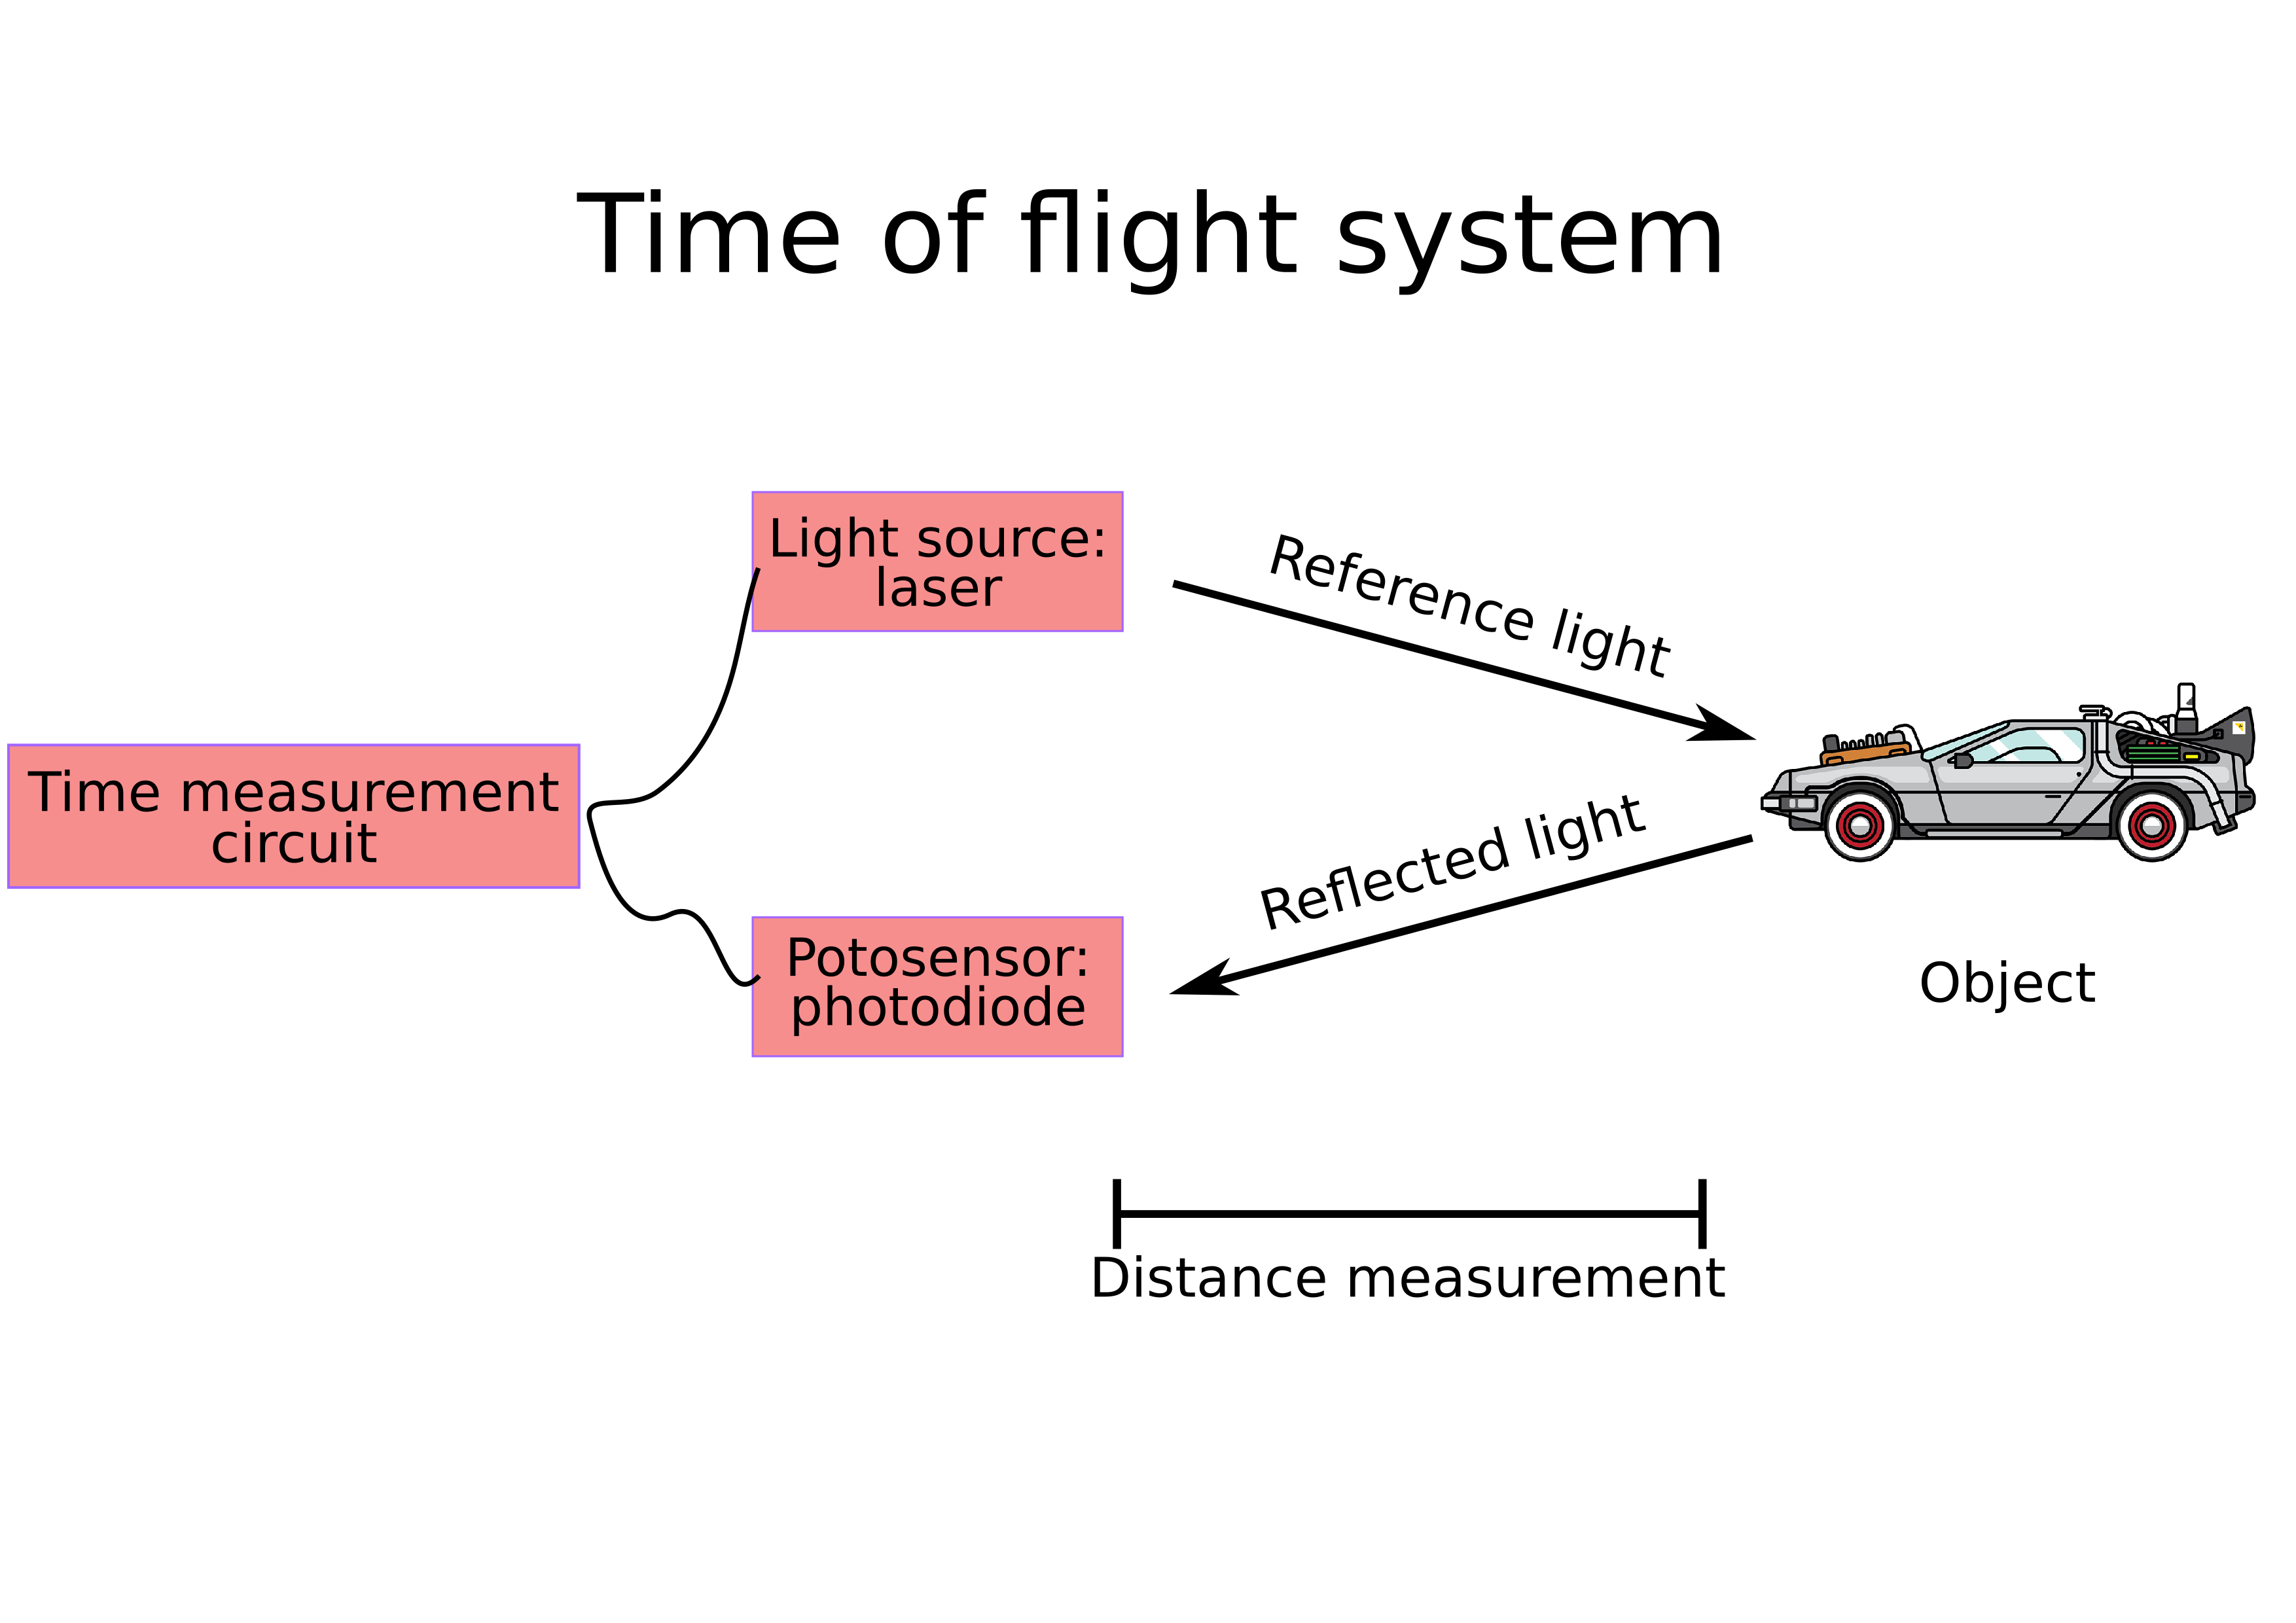 Time of flight system
Light source:
laser
Reference light
Time measurement
circuit
Reflected light
Potosensor:
photodiode
Object
Distance measurement